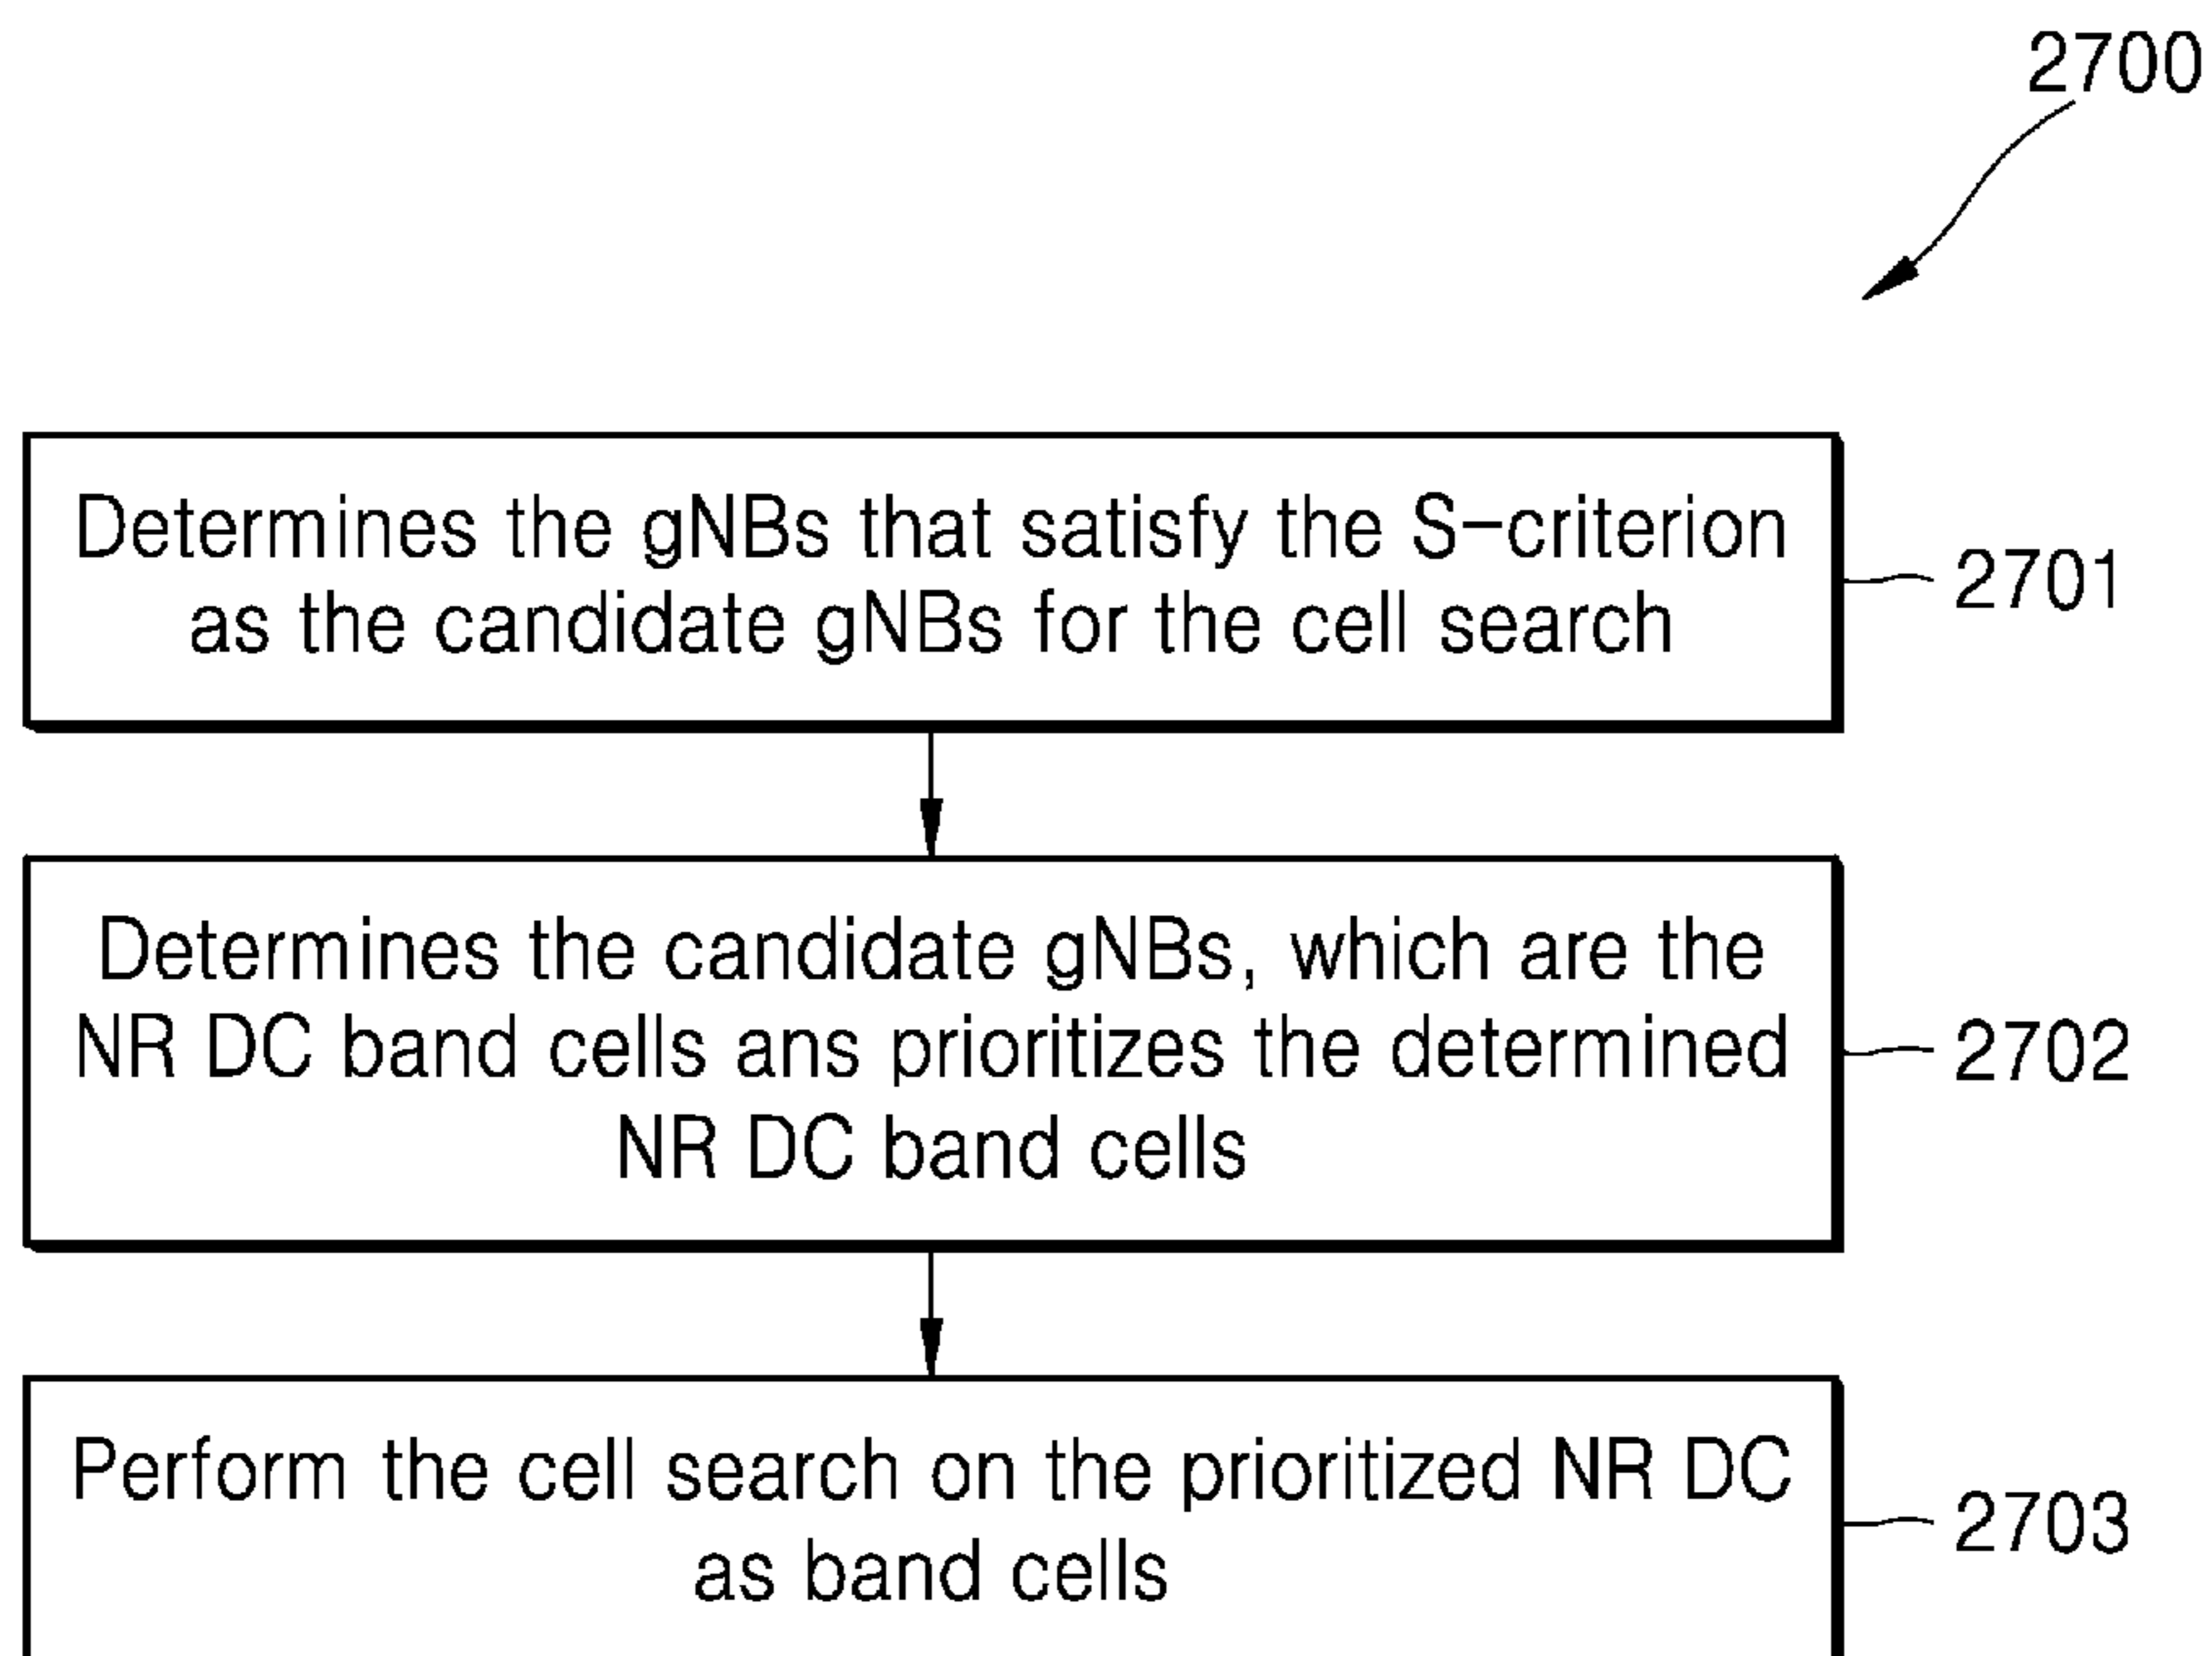 2700
Determines the gNBs that satisfy the S-criterion
as the candidate gNBs for the cell search
2701
Determines the candidate gNBs, which are the
NR DC band cells ans prioritizes the determined
NR DC band cells
2702
Perform the cell search on the prioritized NR DC
as band cells
2703